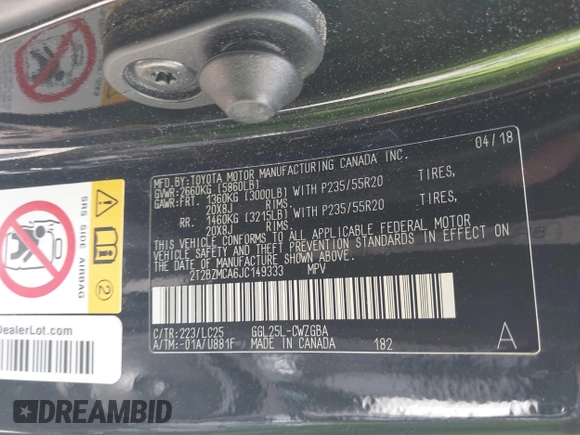 SRS SIDE AIRBAG
DealerLot.com
MFD.BY:TOYOTA MOTOR MANUFACTURING CANADA INC. 04/18
GVWR:2660KG (5860LB)
GAWR:FRT. 1360KG (3000LB) WITH P235/55R20 TIRES,
20X8J RIMS.
RR. 1460KG (3215LB) WITH P235/55R20 TIRES,
20X8J RIMS.
THIS VEHICLE CONFORMS TO ALL APPLICABLE FEDERAL MOTOR
VEHICLE SAFETY AND THEFT PREVENTION STANDARDS IN EFFECT ON
THE DATE OF MANUFACTURE SHOWN ABOVE.
2T2BZMCA6JC149333 MPV
C/TR:223/LC25 GGL25L-CWZGBA
A/TM:-01A/U881F MADE IN CANADA 182 A
DREAMBID